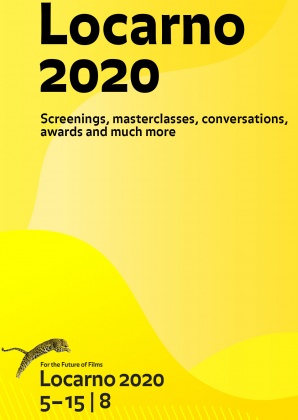 Locarno
2020
Screenings, masterclasses, conversations,
awards and much more
For the Future of Films
Locarno 2020
5–15 | 8